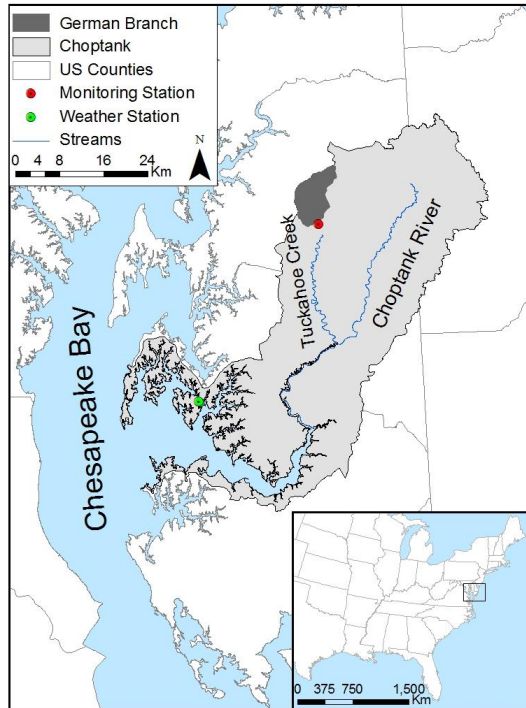 German Branch
Choptank
US Counties
Monitoring Station
Weather Station
Streams
N
0 4 8 16 24
Km
Tuckahoe Creek
Choptank River
Chesapeake Bay
0 375 750 1,500
Km